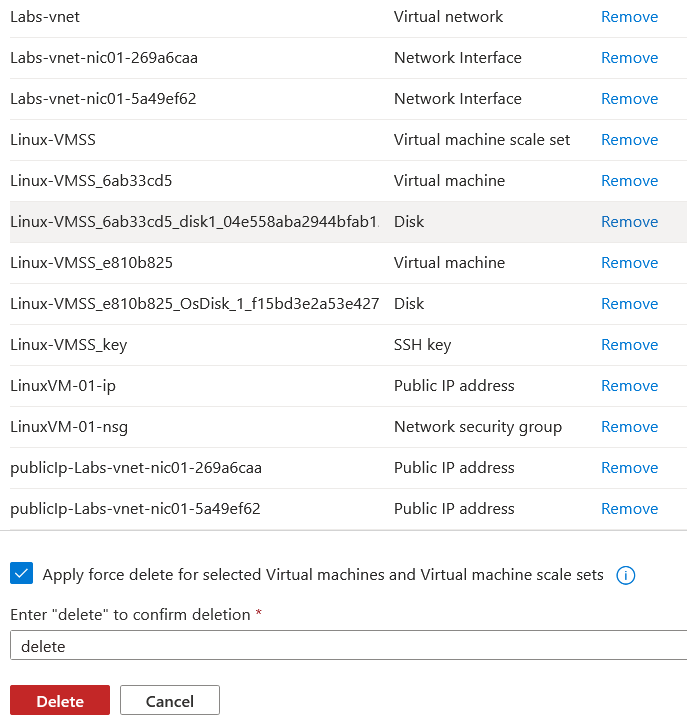 Labs-vnet Virtual network Remove
Labs-vnet-nic01-269a6caa Network Interface Remove
Labs-vnet-nic01-5a49ef62 Network Interface Remove
Linux-VMSS Virtual machine scale set Remove
Linux-VMSS_6ab33cd5 Virtual machine Remove
Linux-VMSS_6ab33cd5_disk1_04e558aba2944bfab1 Disk Remove
Linux-VMSS_e810b825 Virtual machine Remove
Linux-VMSS_e810b825_OsDisk_1_f15bd3e2a53e427 Disk Remove
Linux-VMSS_key SSH key Remove
LinuxVM-01-ip Public IP address Remove
LinuxVM-01-nsg Network security group Remove
publicIp-Labs-vnet-nic01-269a6caa Public IP address Remove
publicIp-Labs-vnet-nic01-5a49ef62 Public IP address Remove
Apply force delete for selected Virtual machines and Virtual machine scale sets
Enter "delete" to confirm deletion *
delete
Delete Cancel